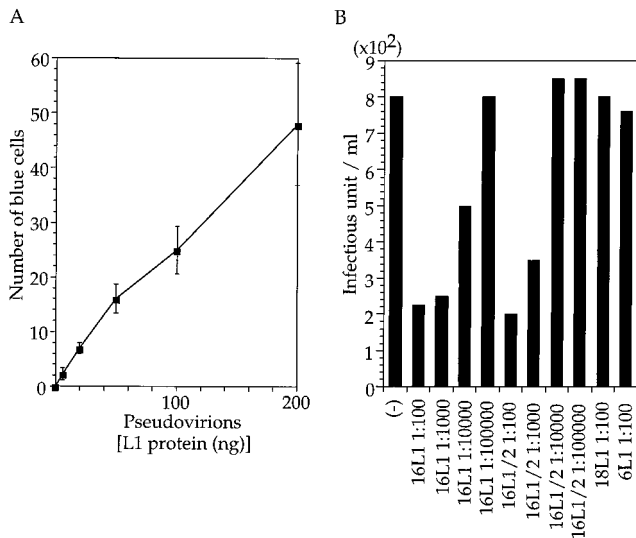 A
Number of blue cells
60
50
40
30
20
10
0
100
200
Pseudovirions
[L1 protein (ng)]
B
(×10²)
Infectious unit / ml
9
8
7
6
5
4
3
2
1
0
(-)
16L1 1:100
16L1 1:1000
16L1 1:10000
16L1 1:100000
16L1/2 1:100
16L1/2 1:1000
16L1/2 1:10000
16L1/2 1:100000
18L1 1:100
6L1 1:100